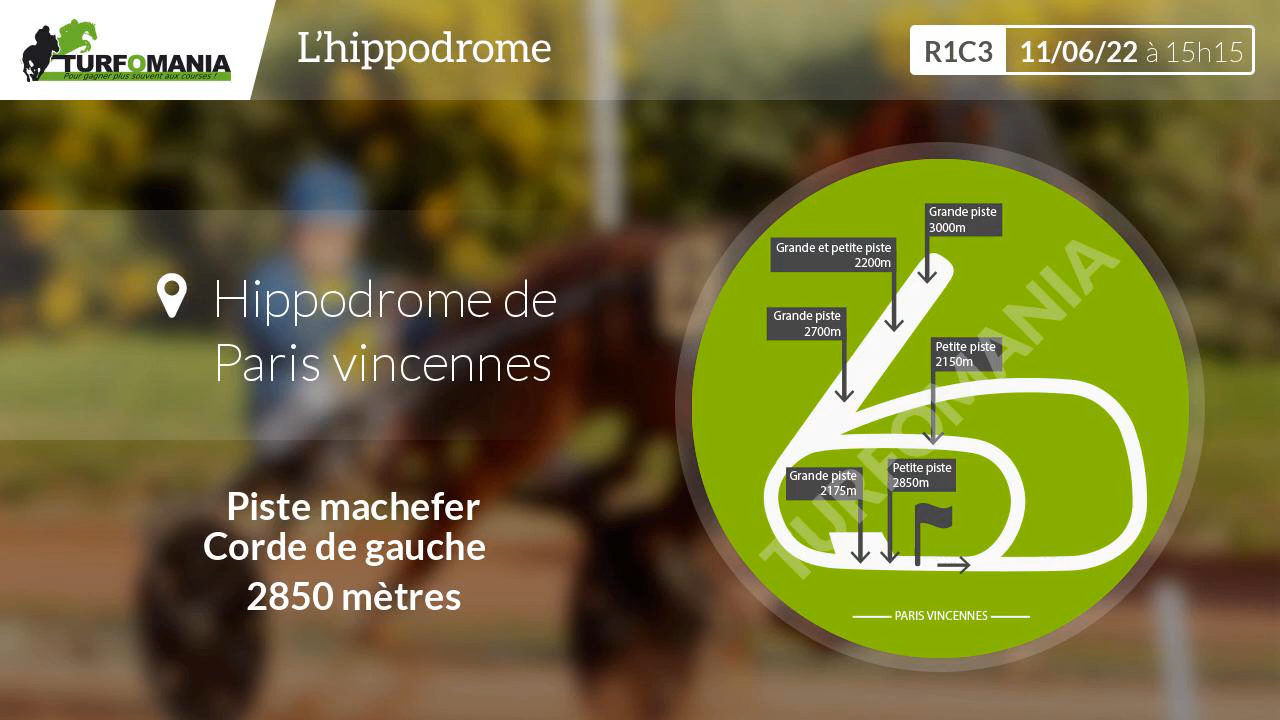 TURFOMANIA
Pour gagner plus souvent aux courses !
L'hippodrome
R1C3
11/06/22 à 15h15
Hippodrome de
Paris vincennes
Piste machefer
Corde de gauche
2850 mètres
Grande piste
3000m
Grande et petite piste
2200m
Grande piste
2700m
Petite piste
2150m
Grande piste
2175m
Petite piste
2850m
TURFOMANIA
PARIS VINCENNES